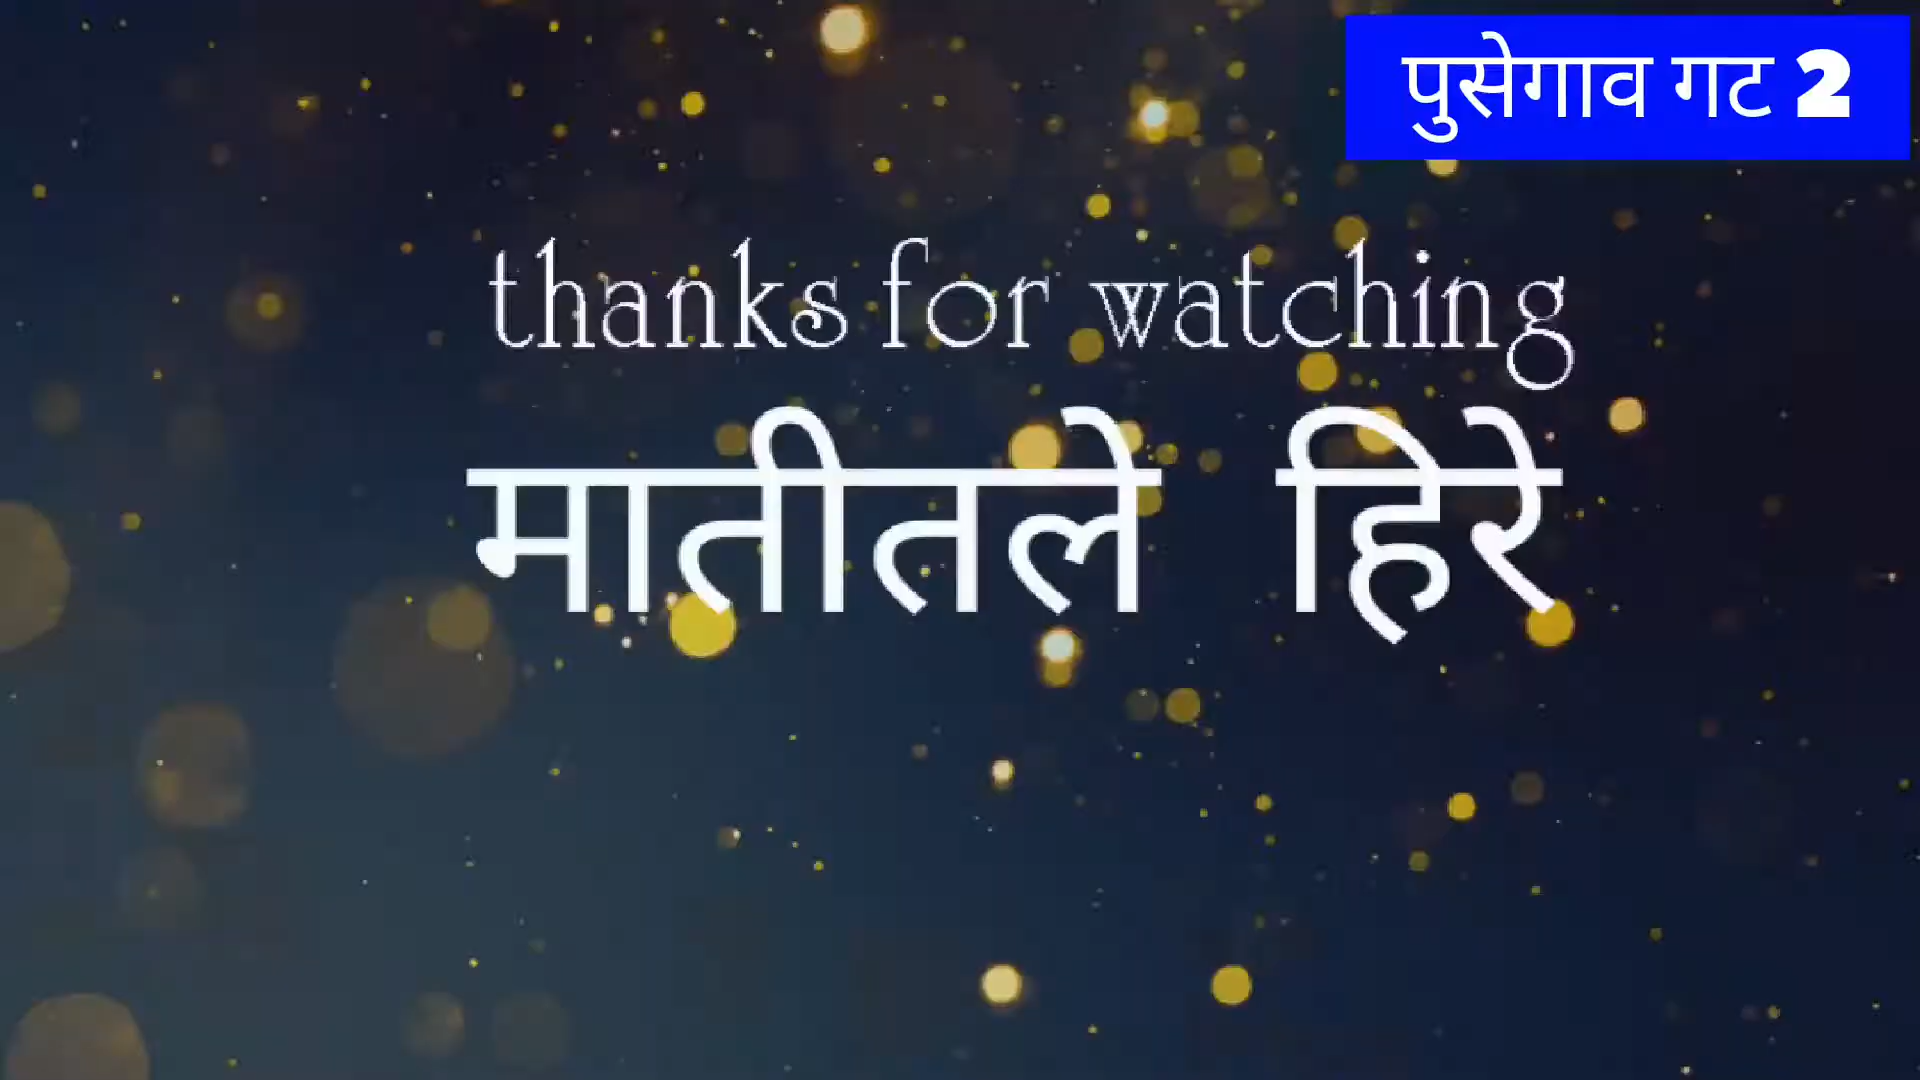 पुसेगाव गट 2
thanks for watching
मातीतले हिरे